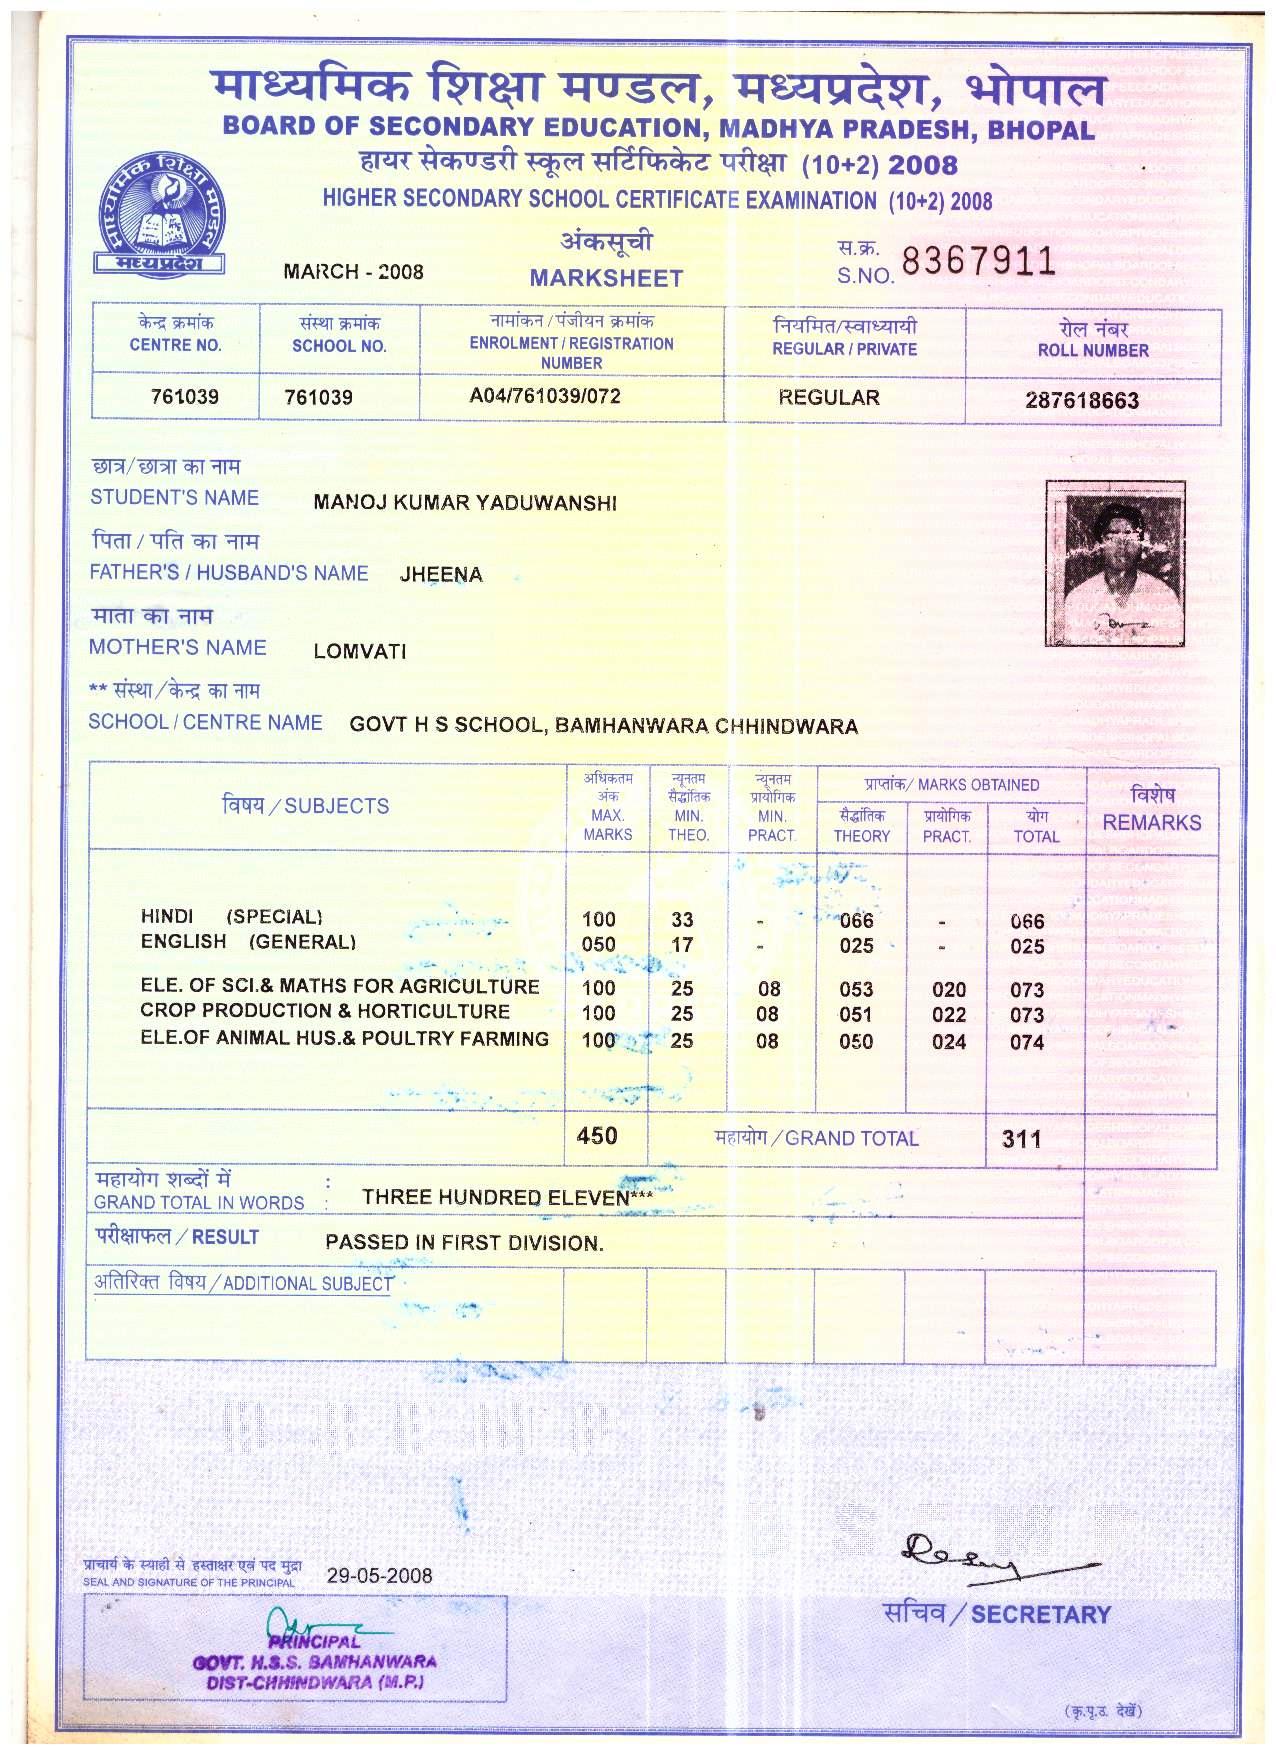 माध्यमिक शिक्षा मण्डल, मध्यप्रदेश, भोपाल
BOARD OF SECONDARY EDUCATION, MADHYA PRADESH, BHOPAL
हायर सेकण्डरी स्कूल सर्टिफिकेट परीक्षा (10+2) 2008
HIGHER SECONDARY SCHOOL CERTIFICATE EXAMINATION (10+2) 2008
माध्यमिक शिक्षा मण्डल
मध्यप्रदेश
अंकसूची
MARCH - 2008 MARKSHEET
स.क्र.
S.NO. 8367911
केन्द्र क्रमांक संस्था क्रमांक नामांकन / पंजीयन क्रमांक नियमित/स्वाध्यायी रोल नंबर
CENTRE NO. SCHOOL NO. ENROLMENT / REGISTRATION NUMBER REGULAR / PRIVATE ROLL NUMBER
761039 761039 A04/761039/072 REGULAR 287618663
छात्र/छात्रा का नाम
STUDENT'S NAME MANOJ KUMAR YADUWANSHI
पिता / पति का नाम
FATHER'S / HUSBAND'S NAME JHEENA
माता का नाम
MOTHER'S NAME LOMVATI
** संस्था/केन्द्र का नाम
SCHOOL / CENTRE NAME GOVT H S SCHOOL, BAMHANWARA CHHINDWARA
विषय / SUBJECTS
अधिकतम अंक MAX. MARKS
न्यूनतम सैद्धांतिक MIN. THEO.
न्यूनतम प्रायोगिक MIN. PRACT.
प्राप्तांक/ MARKS OBTAINED
सैद्धांतिक THEORY
प्रायोगिक PRACT.
योग TOTAL
विशेष REMARKS
HINDI (SPECIAL) 100 33 - 066 - 066
ENGLISH (GENERAL) 050 17 - 025 - 025
ELE. OF SCI.& MATHS FOR AGRICULTURE 100 25 08 053 020 073
CROP PRODUCTION & HORTICULTURE 100 25 08 051 022 073
ELE.OF ANIMAL HUS.& POULTRY FARMING 100 25 08 050 024 074
450 महायोग / GRAND TOTAL 311
महायोग शब्दों में :
GRAND TOTAL IN WORDS : THREE HUNDRED ELEVEN***
परीक्षाफल / RESULT PASSED IN FIRST DIVISION.
अतिरिक्त विषय / ADDITIONAL SUBJECT
प्राचार्य के स्याही से हस्ताक्षर एवं पद मुद्रा
SEAL AND SIGNATURE OF THE PRINCIPAL 29-05-2008
PRINCIPAL
GOVT. H.S.S. BAMHANWARA
DIST-CHHINDWARA (M.P.)
सचिव / SECRETARY
(कृ.पृ.उ. देखें)